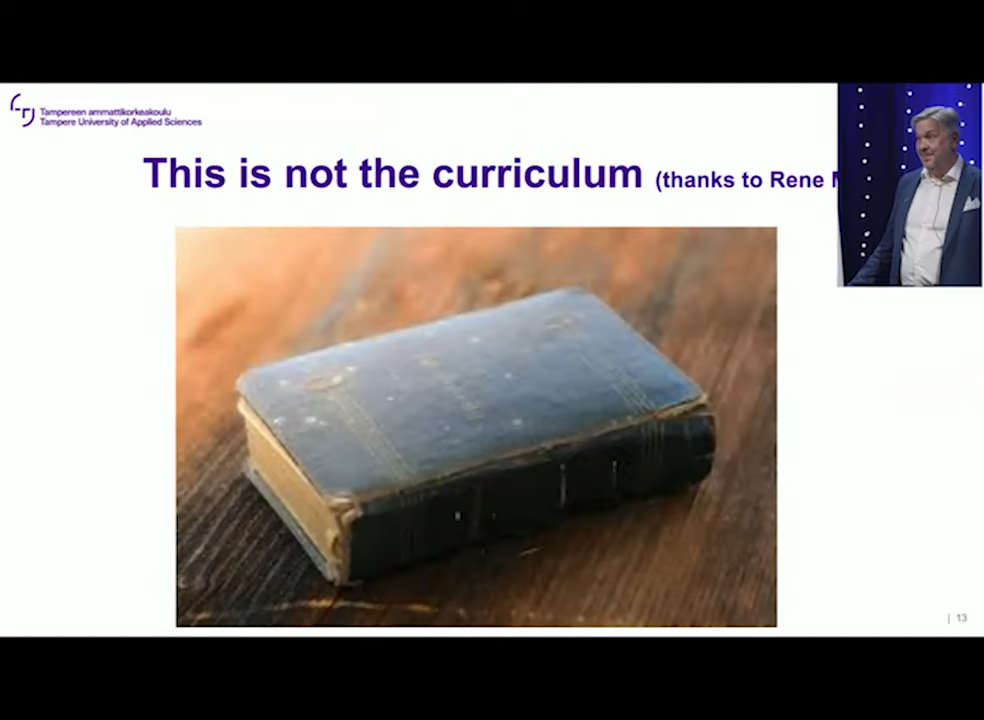 Tampereen ammattikorkeakoulu
Tampere University of Applied Sciences
This is not the curriculum (thanks to Rene
| 13